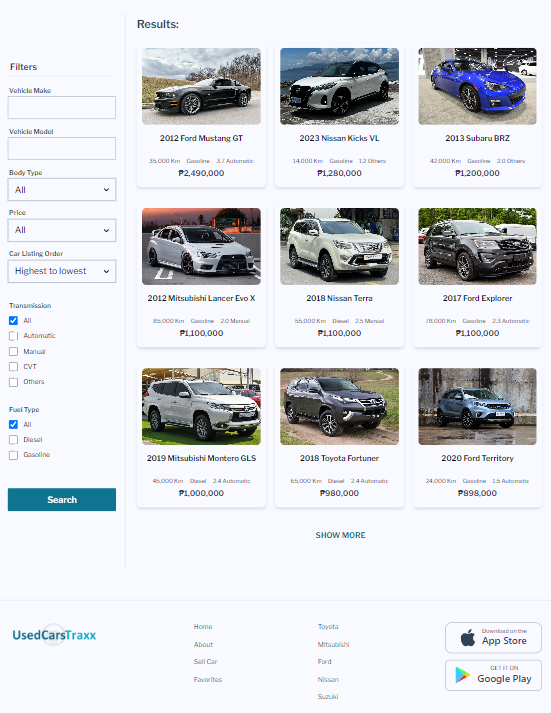 Results:
Filters
Vehicle Make
Vehicle Model
Body Type
All
Price
All
Car Listing Order
Highest to lowest
Transmission
All
Automatic
Manual
CVT
Others
Fuel Type
All
Diesel
Gasoline
Search
2012 Ford Mustang GT
35,000 Km Gasoline 3.7 Automatic
₱2,490,000
2023 Nissan Kicks VL
14,000 Km Gasoline 1.2 Others
₱1,280,000
2013 Subaru BRZ
42,000 Km Gasoline 2.0 Others
₱1,200,000
2012 Mitsubishi Lancer Evo X
85,000 Km Gasoline 2.0 Manual
₱1,100,000
2018 Nissan Terra
55,000 Km Diesel 2.5 Manual
₱1,100,000
2017 Ford Explorer
78,000 Km Gasoline 2.3 Automatic
₱1,100,000
2019 Mitsubishi Montero GLS
45,000 Km Diesel 2.4 Automatic
₱1,000,000
2018 Toyota Fortuner
65,000 Km Diesel 2.4 Automatic
₱980,000
2020 Ford Territory
24,000 Km Gasoline 1.5 Automatic
₱898,000
SHOW MORE
UsedCarsTraxx
Home
About
Sell Car
Favorites
Toyota
Mitsubishi
Ford
Nissan
Suzuki
Download on the
App Store
GET IT ON
Google Play